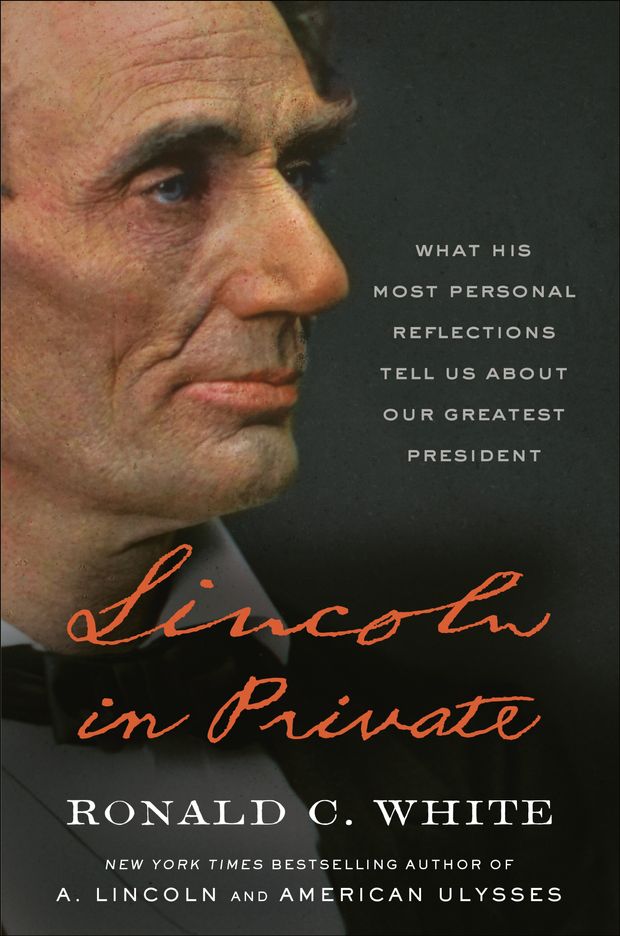 WHAT HIS
MOST PERSONAL
REFLECTIONS
TELL US ABOUT
OUR GREATEST
PRESIDENT
Lincoln
in Private
RONALD C. WHITE
NEW YORK TIMES BESTSELLING AUTHOR OF
A. LINCOLN AND AMERICAN ULYSSES